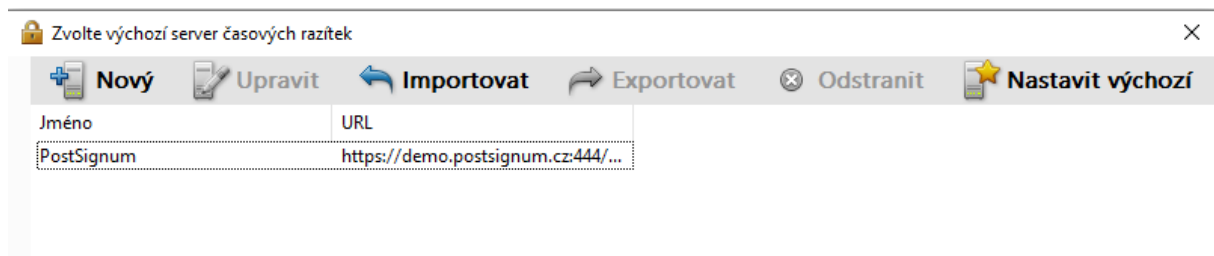 Zvolte výchozí server časových razítek
Nový Upravit Importovat Exportovat Odstranit Nastavit výchozí
Jméno URL
PostSignum https://demo.postsignum.cz:444/...